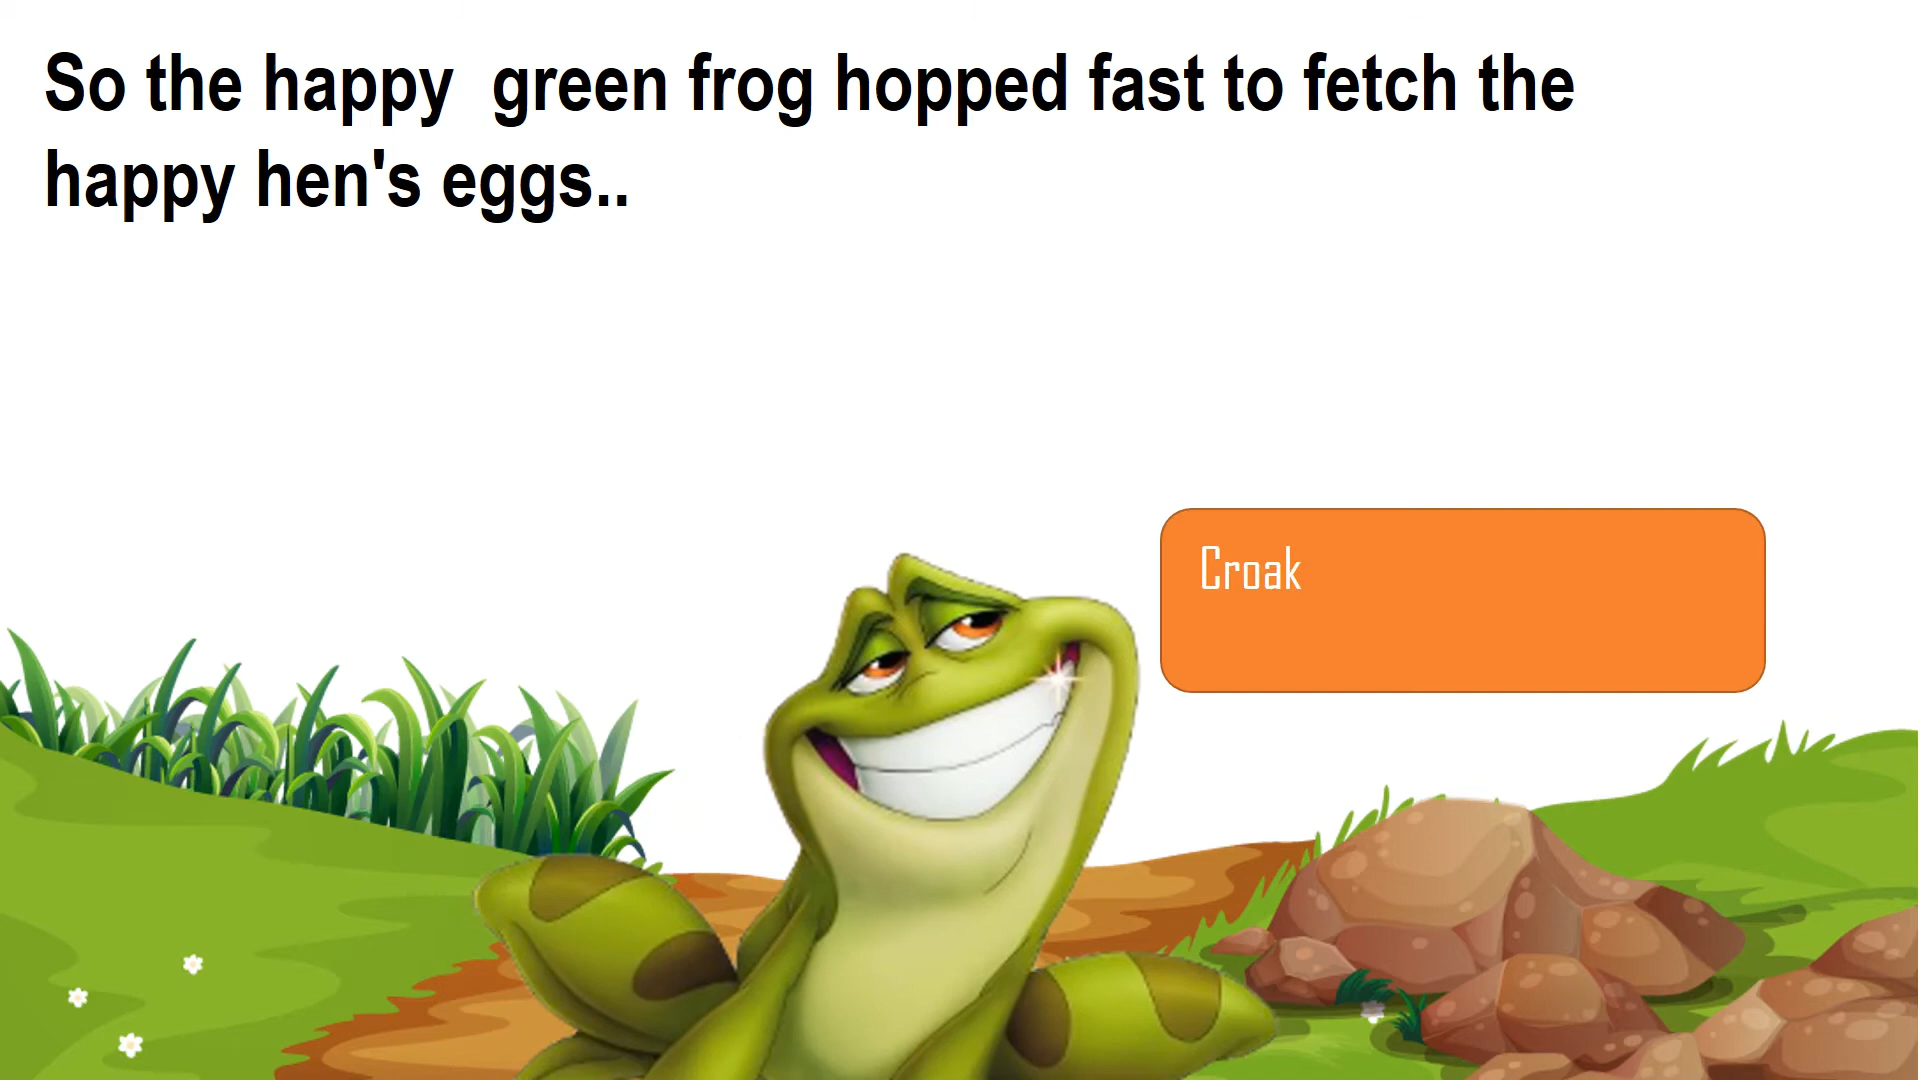 So the happy  green frog hopped fast to fetch the
happy hen's eggs..
Croak